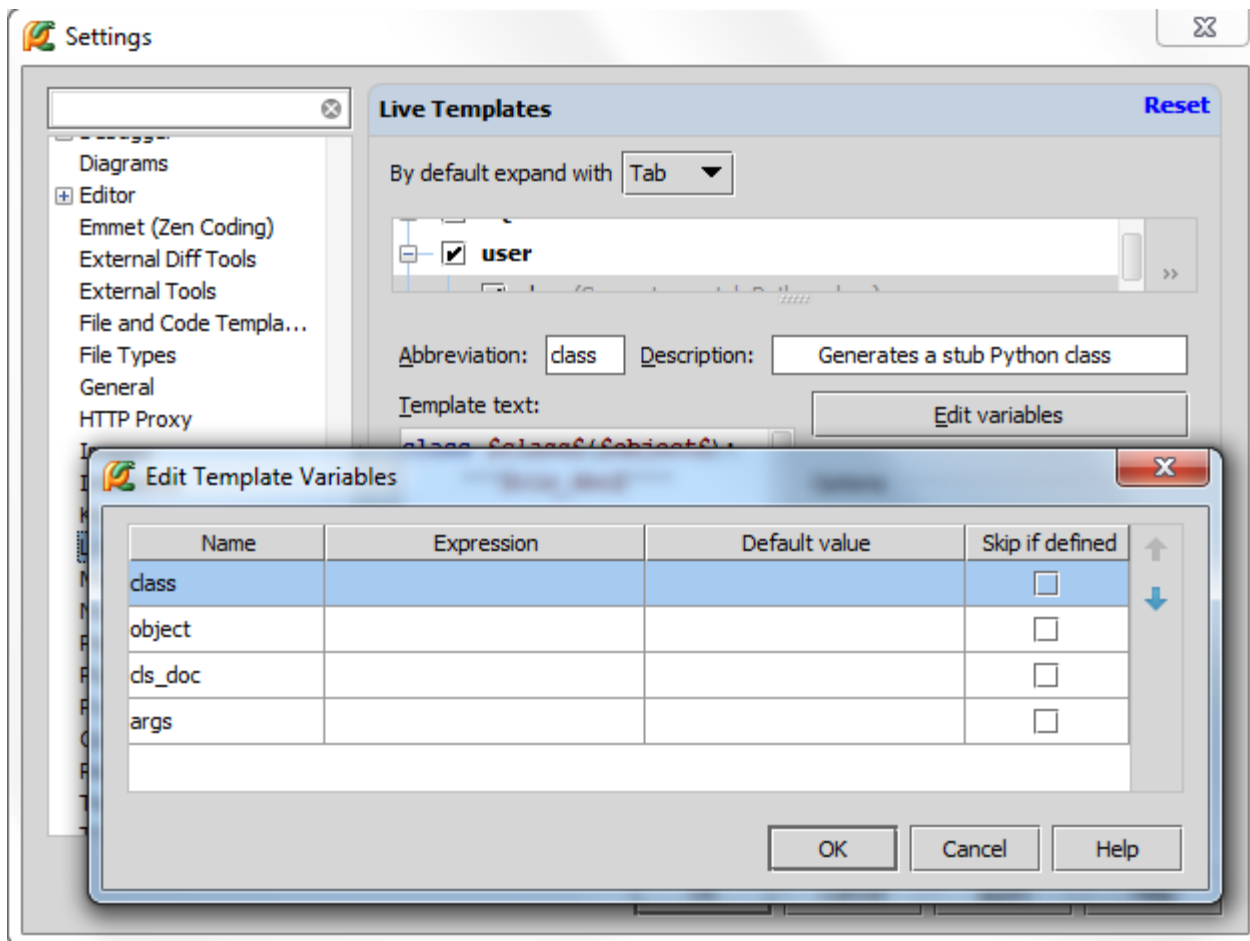 Settings
Live Templates
Reset
Diagrams
By default expand with Tab
Editor
Emmet (Zen Coding)
user
External Diff Tools
External Tools
File and Code Templa...
File Types
Abbreviation: class Description: Generates a stub Python class
General
Template text:
HTTP Proxy
Edit variables
Edit Template Variables
Name Expression Default value Skip if defined
class
object
cls_doc
args
OK Cancel Help